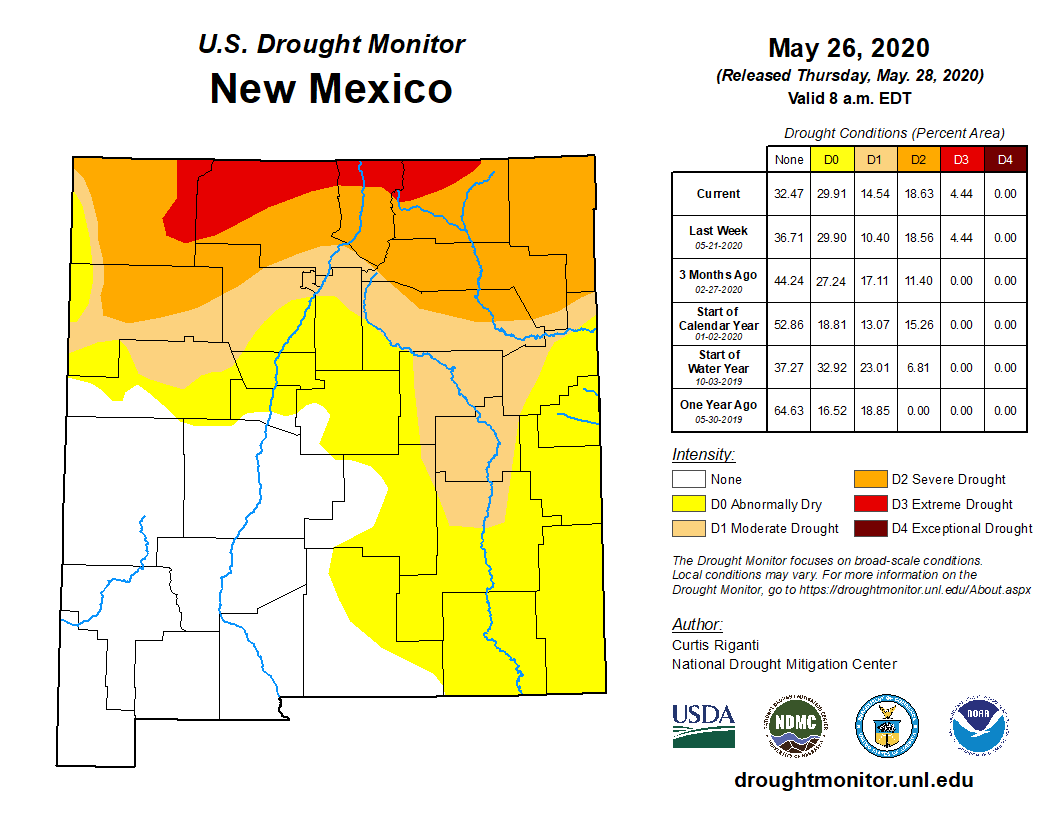 U.S. Drought Monitor
New Mexico
May 26, 2020
(Released Thursday, May. 28, 2020)
Valid 8 a.m. EDT
Drought Conditions (Percent Area)
None D0 D1 D2 D3 D4
Current 32.47 29.91 14.54 18.63 4.44 0.00
Last Week 36.71 29.90 10.40 18.56 4.44 0.00
05-21-2020
3 Months Ago 44.24 27.24 17.11 11.40 0.00 0.00
02-27-2020
Start of
Calendar Year 52.86 18.81 13.07 15.26 0.00 0.00
01-02-2020
Start of
Water Year 37.27 32.92 23.01 6.81 0.00 0.00
10-03-2019
One Year Ago 64.63 16.52 18.85 0.00 0.00 0.00
05-30-2019
Intensity:
None D2 Severe Drought
D0 Abnormally Dry D3 Extreme Drought
D1 Moderate Drought D4 Exceptional Drought
The Drought Monitor focuses on broad-scale conditions.
Local conditions may vary. For more information on the
Drought Monitor, go to https://droughtmonitor.unl.edu/About.aspx
Author:
Curtis Riganti
National Drought Mitigation Center
USDA NDMC NOAA
droughtmonitor.unl.edu